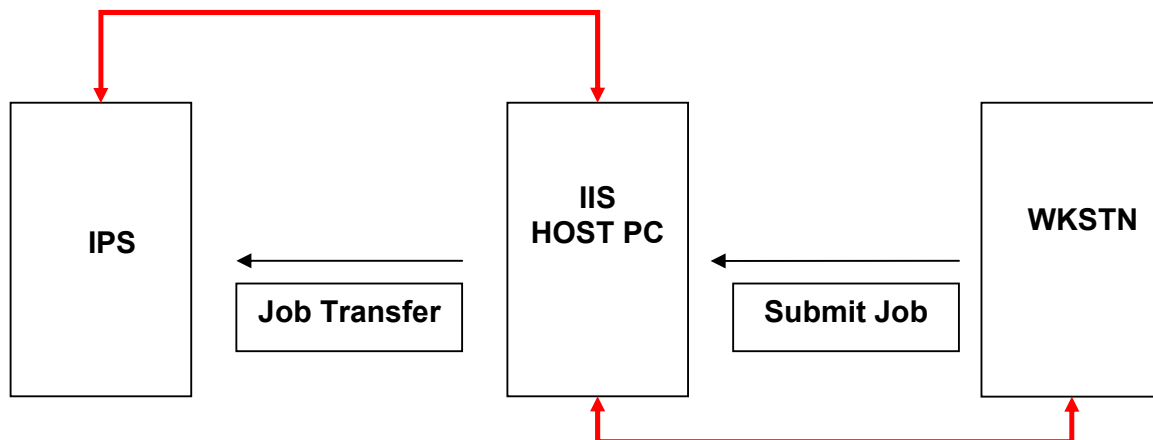 IPS
Job Transfer
IIS
HOST PC
Submit Job
WKSTN